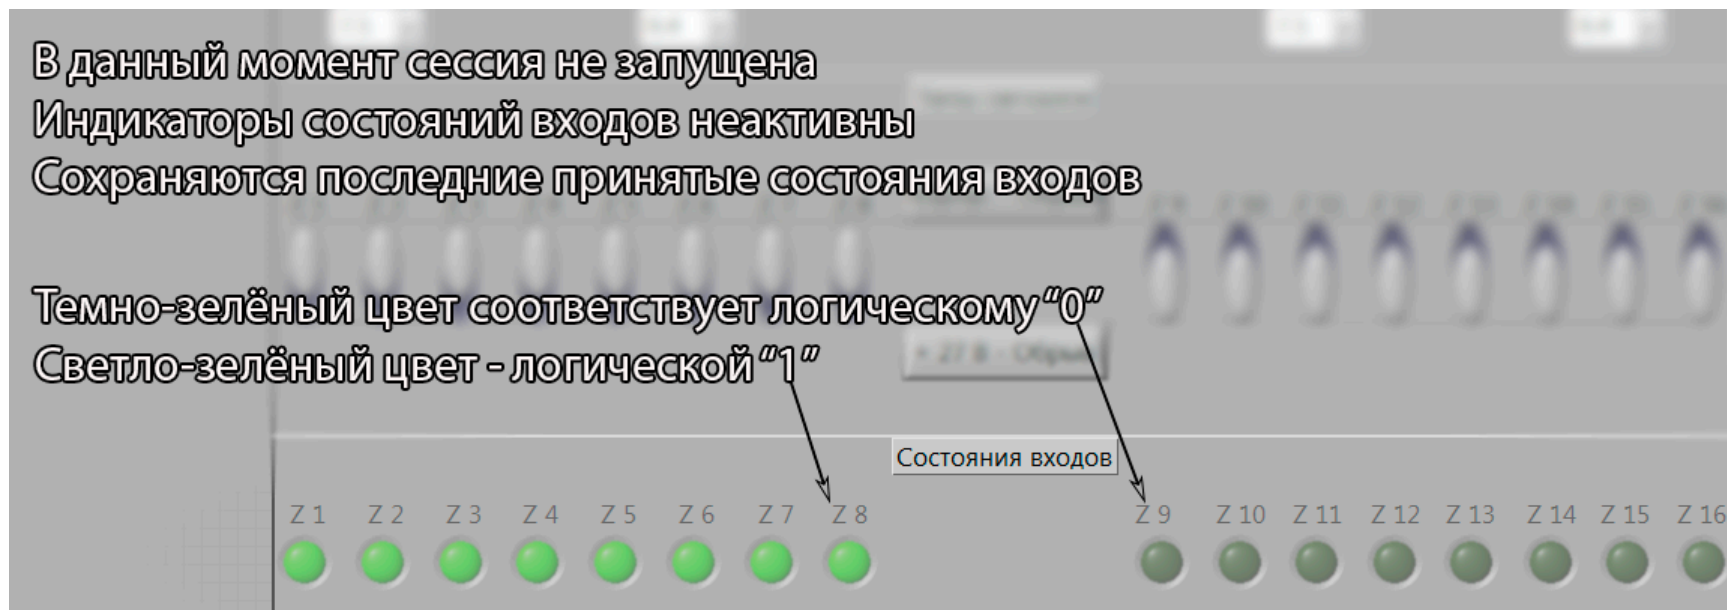 В данный момент сессия не запущена
Индикаторы состояний входов неактивны
Сохраняются последние принятые состояния входов
Темно-зелёный цвет соответствует логическому “0”
Светло-зелёный цвет - логической “1”
+ 27 В - Обрыв
Состояния входов
Z 1 Z 2 Z 3 Z 4 Z 5 Z 6 Z 7 Z 8 Z 9 Z 10 Z 11 Z 12 Z 13 Z 14 Z 15 Z 16